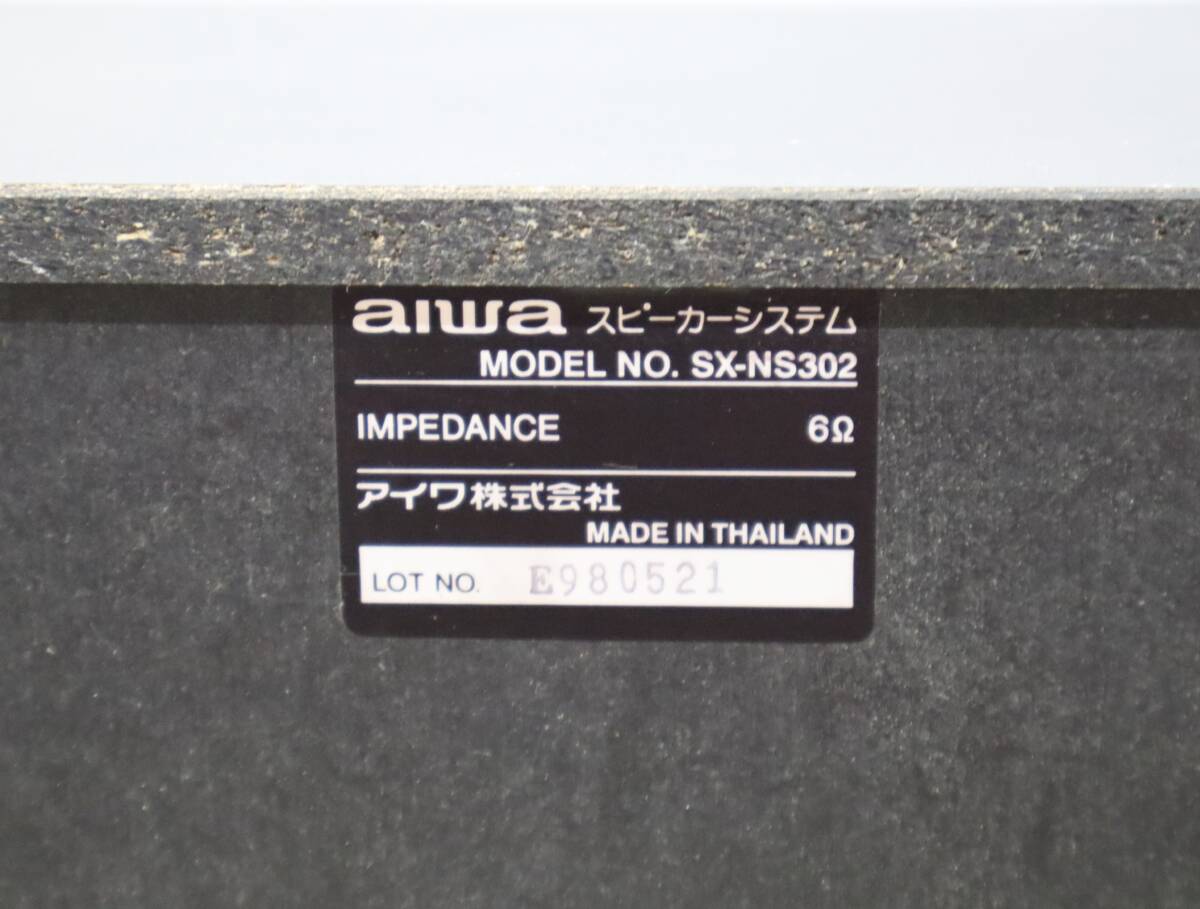 aiwa スピーカーシステム
MODEL NO. SX-NS302
IMPEDANCE 6Ω
アイワ株式会社
MADE IN THAILAND
LOT NO. E980521